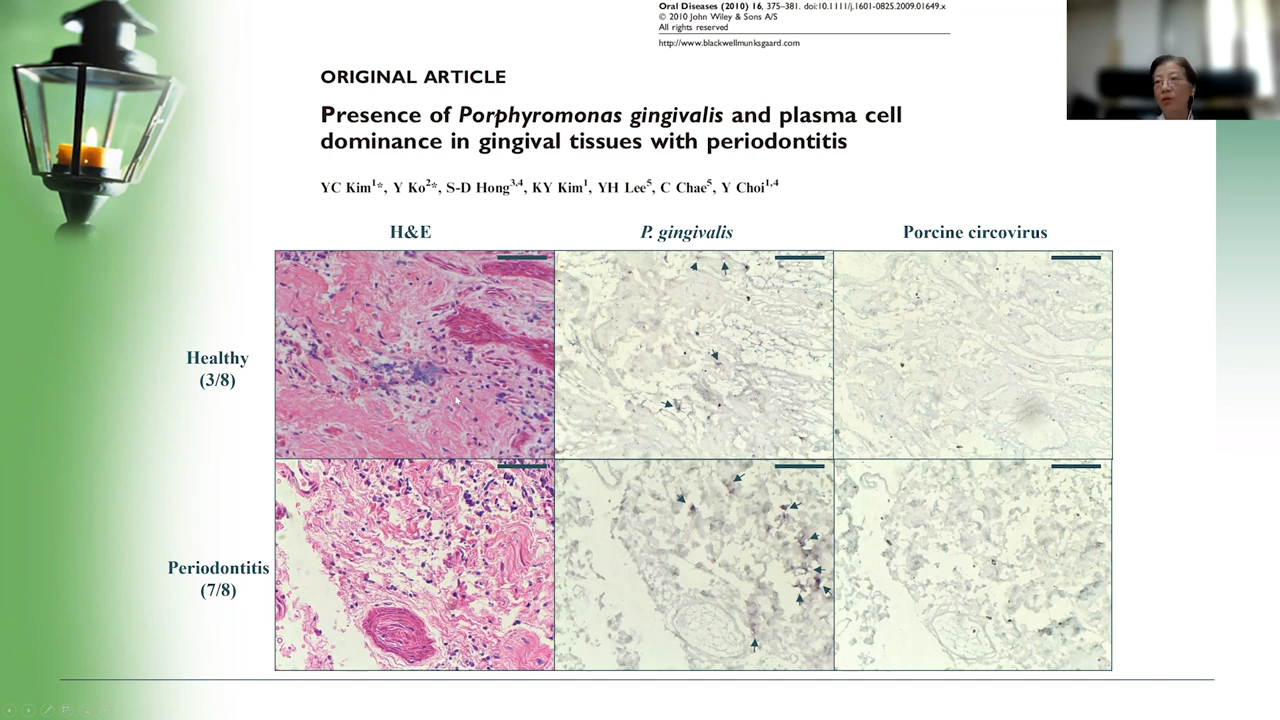 Oral Diseases (2010) 16, 375–381. doi:10.1111/j.1601-0825.2009.01649.x
© 2010 John Wiley & Sons A/S
All rights reserved
http://www.blackwellmunksgaard.com
ORIGINAL ARTICLE
Presence of Porphyromonas gingivalis and plasma cell
dominance in gingival tissues with periodontitis
YC Kim1*, Y Ko2*, S-D Hong3,4, KY Kim1, YH Lee5, C Chae5, Y Choi1,4
H&E P. gingivalis Porcine circovirus
Healthy
(3/8)
Periodontitis
(7/8)